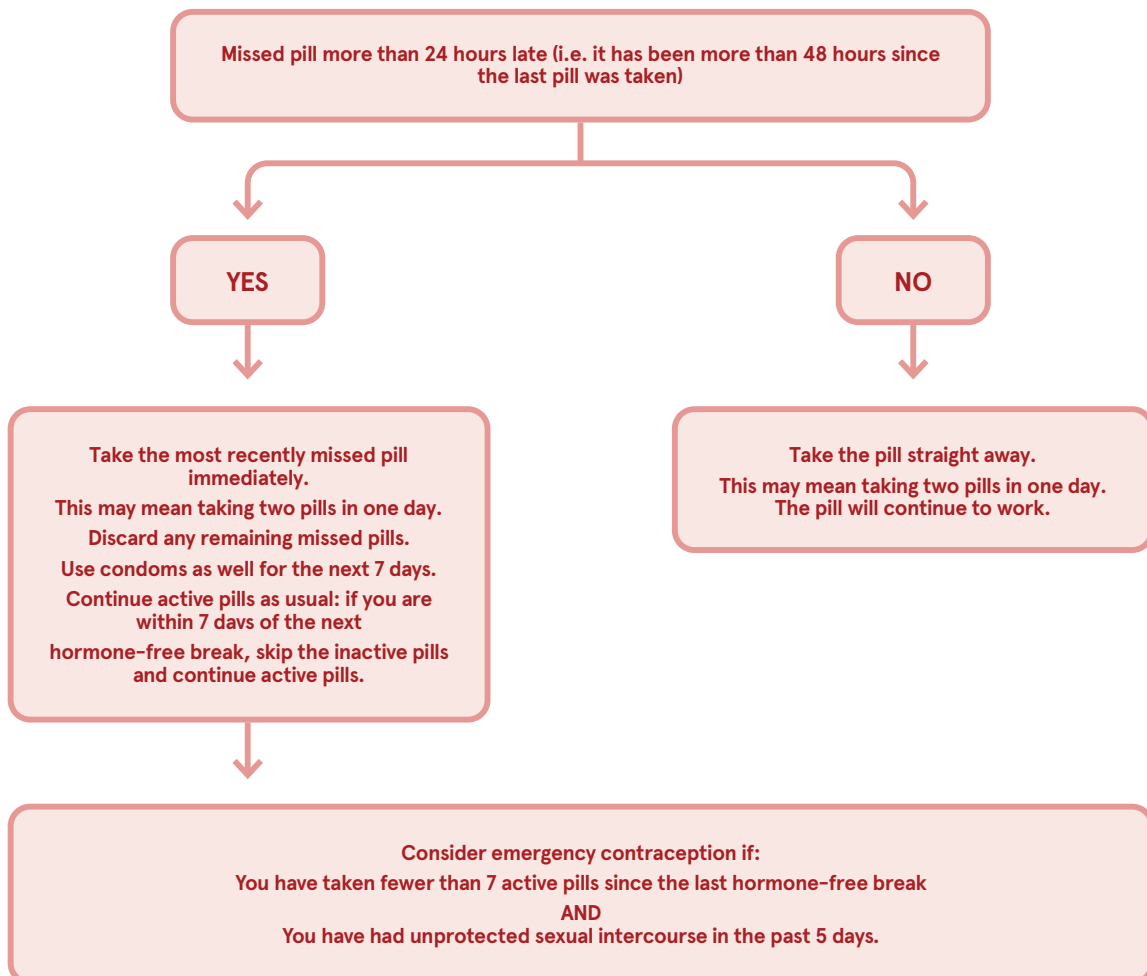 Missed pill more than 24 hours late (i.e. it has been more than 48 hours since
the last pill was taken)
YES
NO
Take the most recently missed pill
immediately.
This may mean taking two pills in one day.
Discard any remaining missed pills.
Use condoms as well for the next 7 days.
Continue active pills as usual: if you are
within 7 davs of the next
hormone-free break, skip the inactive pills
and continue active pills.
Take the pill straight away.
This may mean taking two pills in one day.
The pill will continue to work.
Consider emergency contraception if:
You have taken fewer than 7 active pills since the last hormone-free break
AND
You have had unprotected sexual intercourse in the past 5 days.